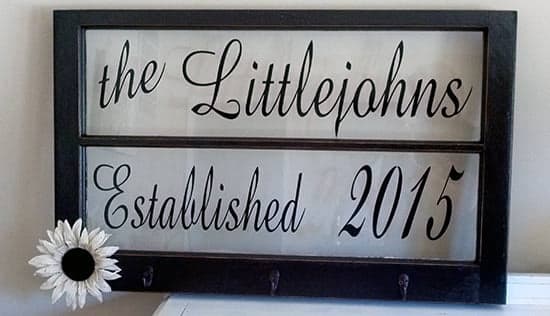 the Littlejohns
Established 2015